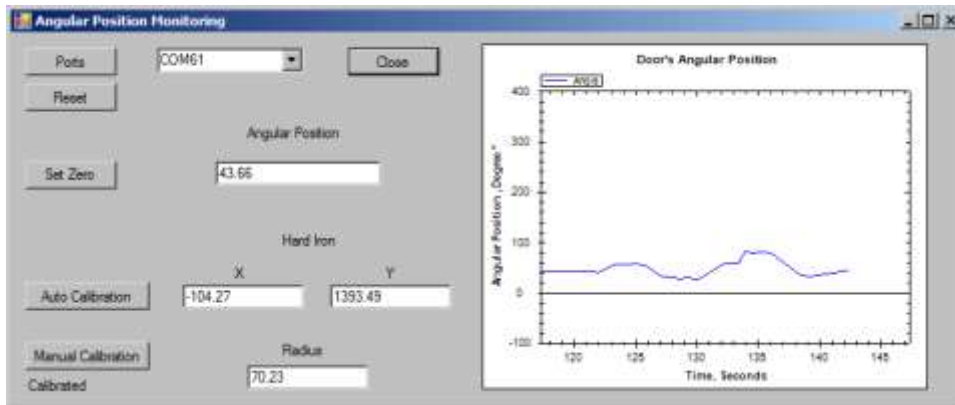 Angular Position Monitoring
Ports
COM61
Close
Reset
Angular Position
Set Zero
43.66
Hard Iron
X
Y
Auto Calibration
-104.27
1393.49
Manual Calibration
Radius
Calibrated
70.23
Door's Angular Position
400
300
200
100
0
-100
Angular Position ,Degree°
120 125 130 135 140 145
Time, Seconds